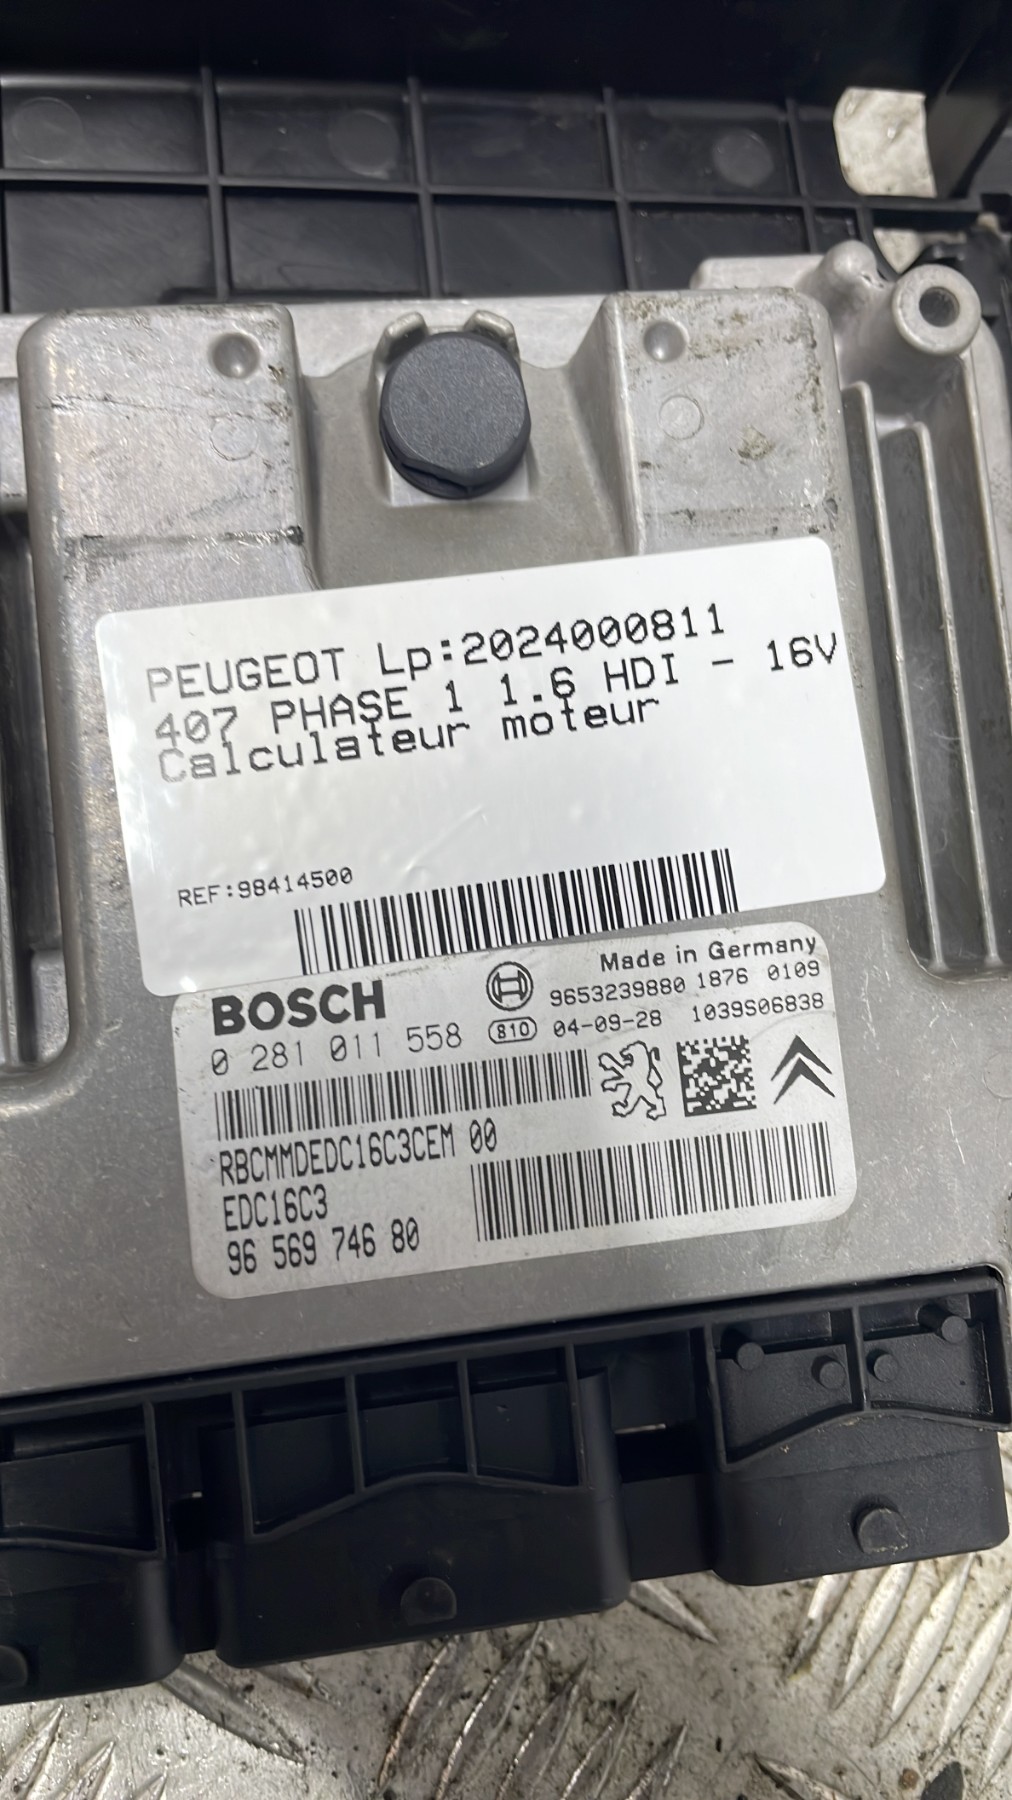 PEUGEOT Lp:2024000811
407 PHASE 1 1.6 HDI - 16V
Calculateur moteur
REF:98414500
Made in Germany
BOSCH
9653239880 1876 0109
0 281 011 558
810 04-09-28 1039S06838
RBCMMDEDC16C3CEM 00
EDC16C3
96 569 746 80